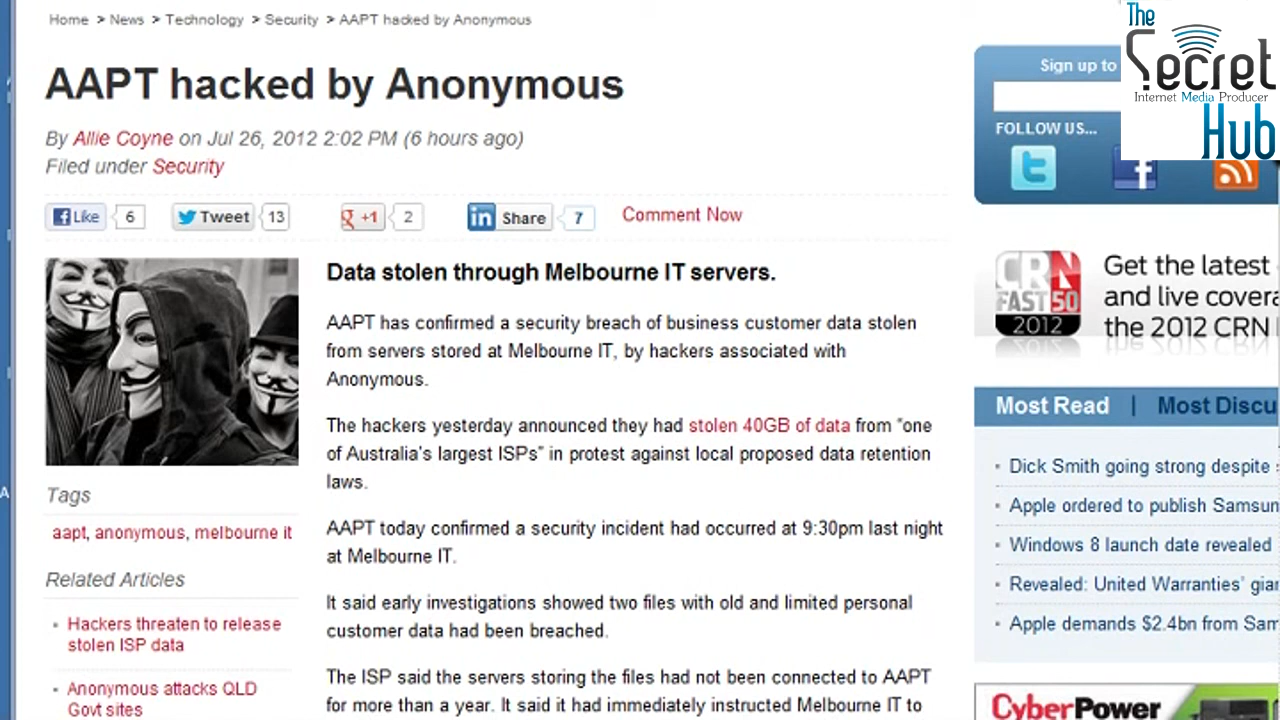 Home > News > Technology > Security > AAPT hacked by Anonymous
AAPT hacked by Anonymous
By Allie Coyne on Jul 26, 2012 2:02 PM (6 hours ago)
Filed under Security
Like 6
Tweet 13
+1 2
in Share 7
Comment Now
Data stolen through Melbourne IT servers.
AAPT has confirmed a security breach of business customer data stolen
from servers stored at Melbourne IT, by hackers associated with
Anonymous.
The hackers yesterday announced they had stolen 40GB of data from "one
of Australia's largest ISPs" in protest against local proposed data retention
laws.
AAPT today confirmed a security incident had occurred at 9:30pm last night
at Melbourne IT.
It said early investigations showed two files with old and limited personal
customer data had been breached.
The ISP said the servers storing the files had not been connected to AAPT
for more than a year. It said it had immediately instructed Melbourne IT to
Tags
aapt, anonymous, melbourne it
Related Articles
Hackers threaten to release
stolen ISP data
Anonymous attacks QLD
Govt sites
The
Secret
Internet Media Producer
Hub
Sign up to
FOLLOW US...
CRN
FAST 50
2012
Get the latest
and live covera
the 2012 CRN
Most Read | Most Discu
Dick Smith going strong despite
Apple ordered to publish Samsun
Windows 8 launch date revealed
Revealed: United Warranties' gian
Apple demands $2.4bn from Sam
CyberPower